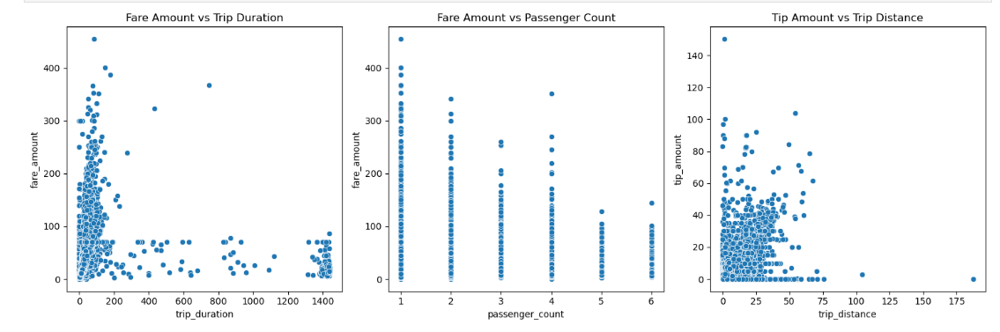 Fare Amount vs Trip Duration
400
300
200
100
0
fare_amount
0 200 400 600 800 1000 1200 1400
trip_duration
Fare Amount vs Passenger Count
400
300
200
100
0
fare_amount
1 2 3 4 5 6
passenger_count
Tip Amount vs Trip Distance
140
120
100
80
60
40
20
0
tip_amount
0 25 50 75 100 125 150 175
trip_distance